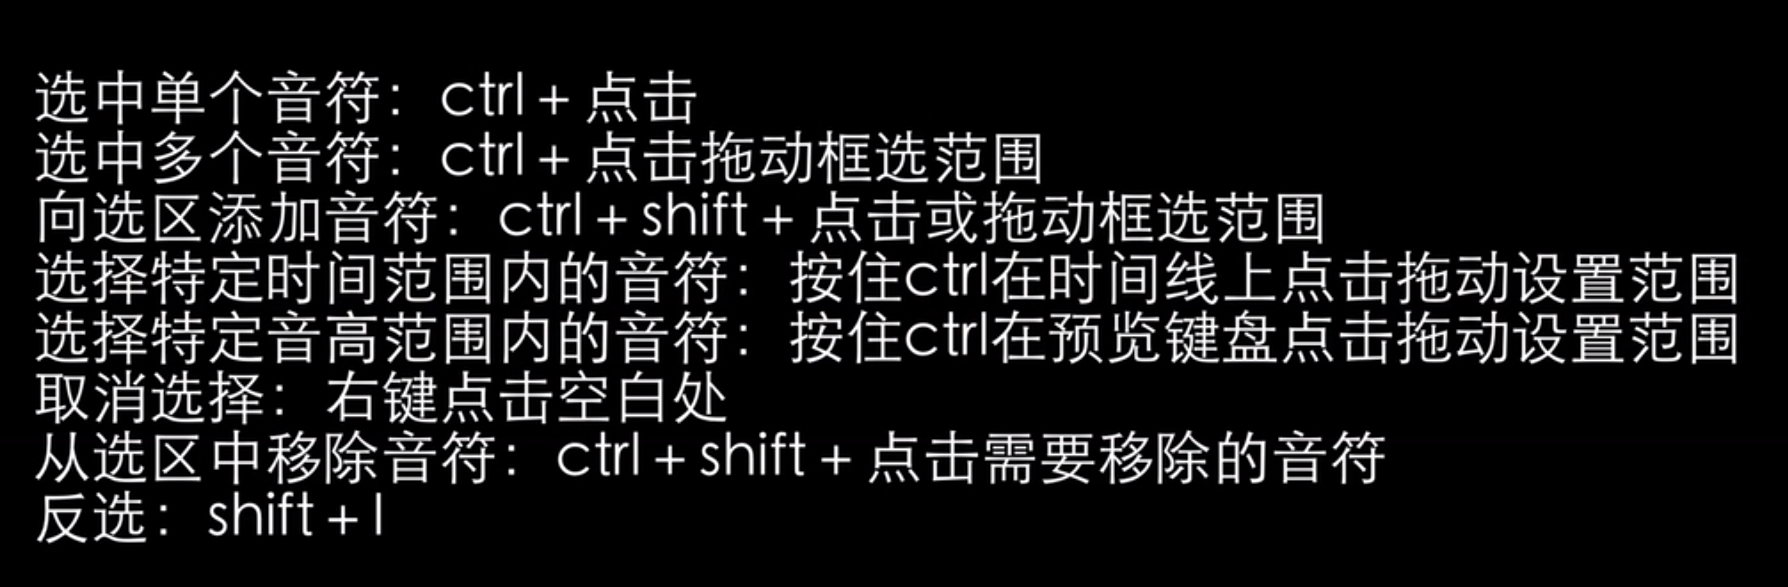 选中单个音符：ctrl + 点击
选中多个音符：ctrl + 点击拖动框选范围
向选区添加音符：ctrl + shift + 点击或拖动框选范围
选择特定时间范围内的音符：按住ctrl在时间线上点击拖动设置范围
选择特定音高范围内的音符：按住ctrl在预览键盘点击拖动设置范围
取消选择：右键点击空白处
从选区中移除音符：ctrl + shift + 点击需要移除的音符
反选：shift + I